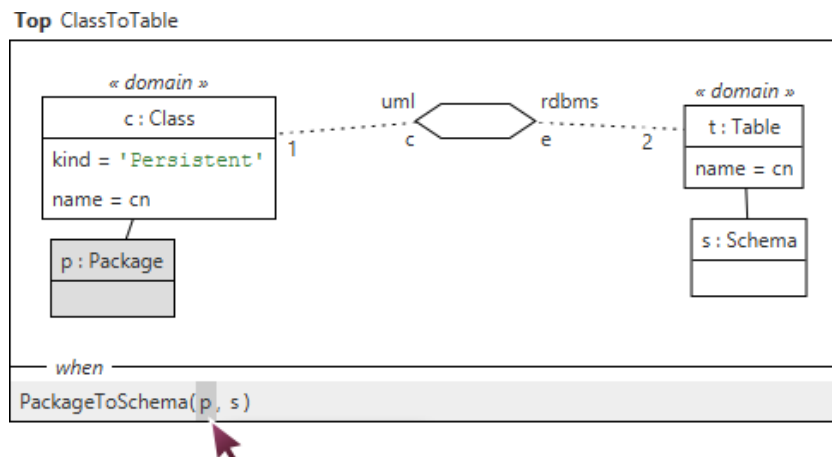 Top ClassToTable
« domain »
c : Class
kind = 'Persistent'
name = cn
p : Package
uml
rdbms
1
c
e
2
« domain »
t : Table
name = cn
s : Schema
when
PackageToSchema( p, s )